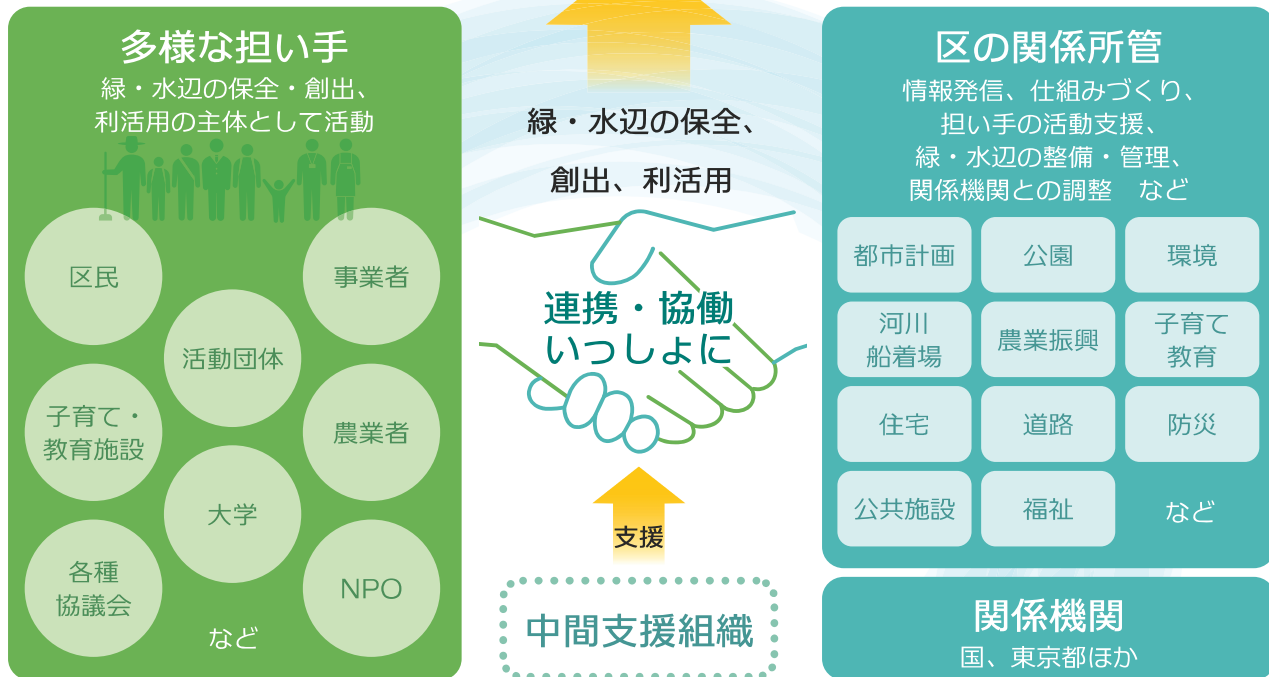 多様な担い手
緑・水辺の保全・創出、
利活用の主体として活動
区民
事業者
活動団体
子育て・
教育施設
農業者
大学
各種
協議会
NPO
など
緑・水辺の保全、
創出、利活用
連携・協働
いっしょに
支援
中間支援組織
区の関係所管
情報発信、仕組みづくり、
担い手の活動支援、
緑・水辺の整備・管理、
関係機関との調整　など
都市計画
公園
環境
河川
船着場
農業振興
子育て
教育
住宅
道路
防災
公共施設
福祉
など
関係機関
国、東京都ほか